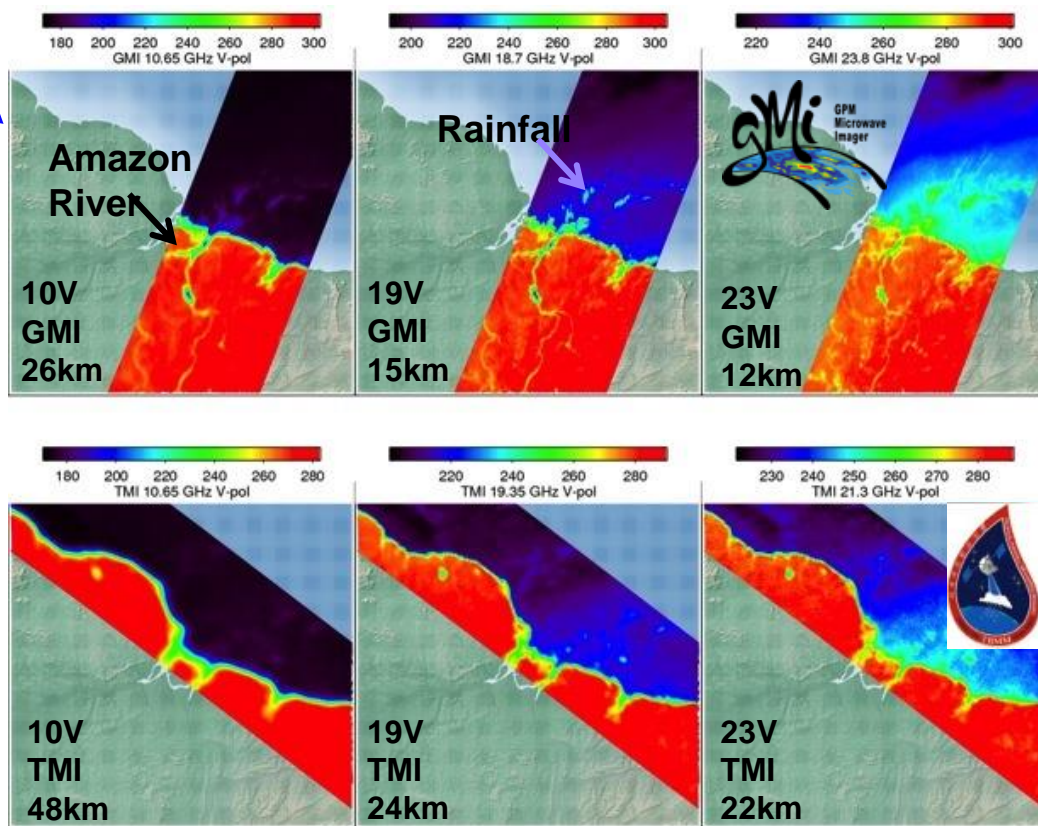 180 200 220 240 260 280 300
GMI 10.65 GHz V-pol
200 220 240 260 280 300
GMI 18.7 GHz V-pol
220 240 260 280 300
GMI 23.8 GHz V-pol
Amazon
River
10V
GMI
26km
Rainfall
19V
GMI
15km
gMi
GPM
Microwave
Imager
23V
GMI
12km
180 200 220 240 260 280
TMI 10.65 GHz V-pol
220 240 260 280
TMI 19.35 GHz V-pol
230 240 250 260 270 280
TMI 21.3 GHz V-pol
10V
TMI
48km
19V
TMI
24km
23V
TMI
22km
TRMM